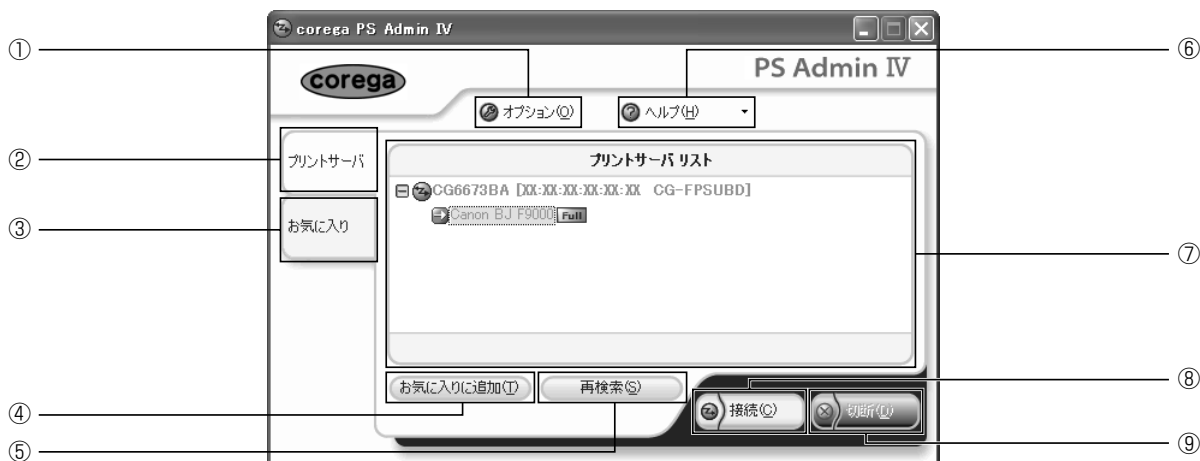 corega PS Admin IV
①
⑥
corega
PS Admin IV
オプション(O)
ヘルプ(H)
②
プリントサーバ
プリントサーバ リスト
CG6673BA [XX:XX:XX:XX:XX:XX CG-FPSUBD]
Canon BJ F9000 Full
③
お気に入り
⑦
お気に入りに追加(T)
再検索(S)
⑧
④
接続(C)
切断(D)
⑤
⑨